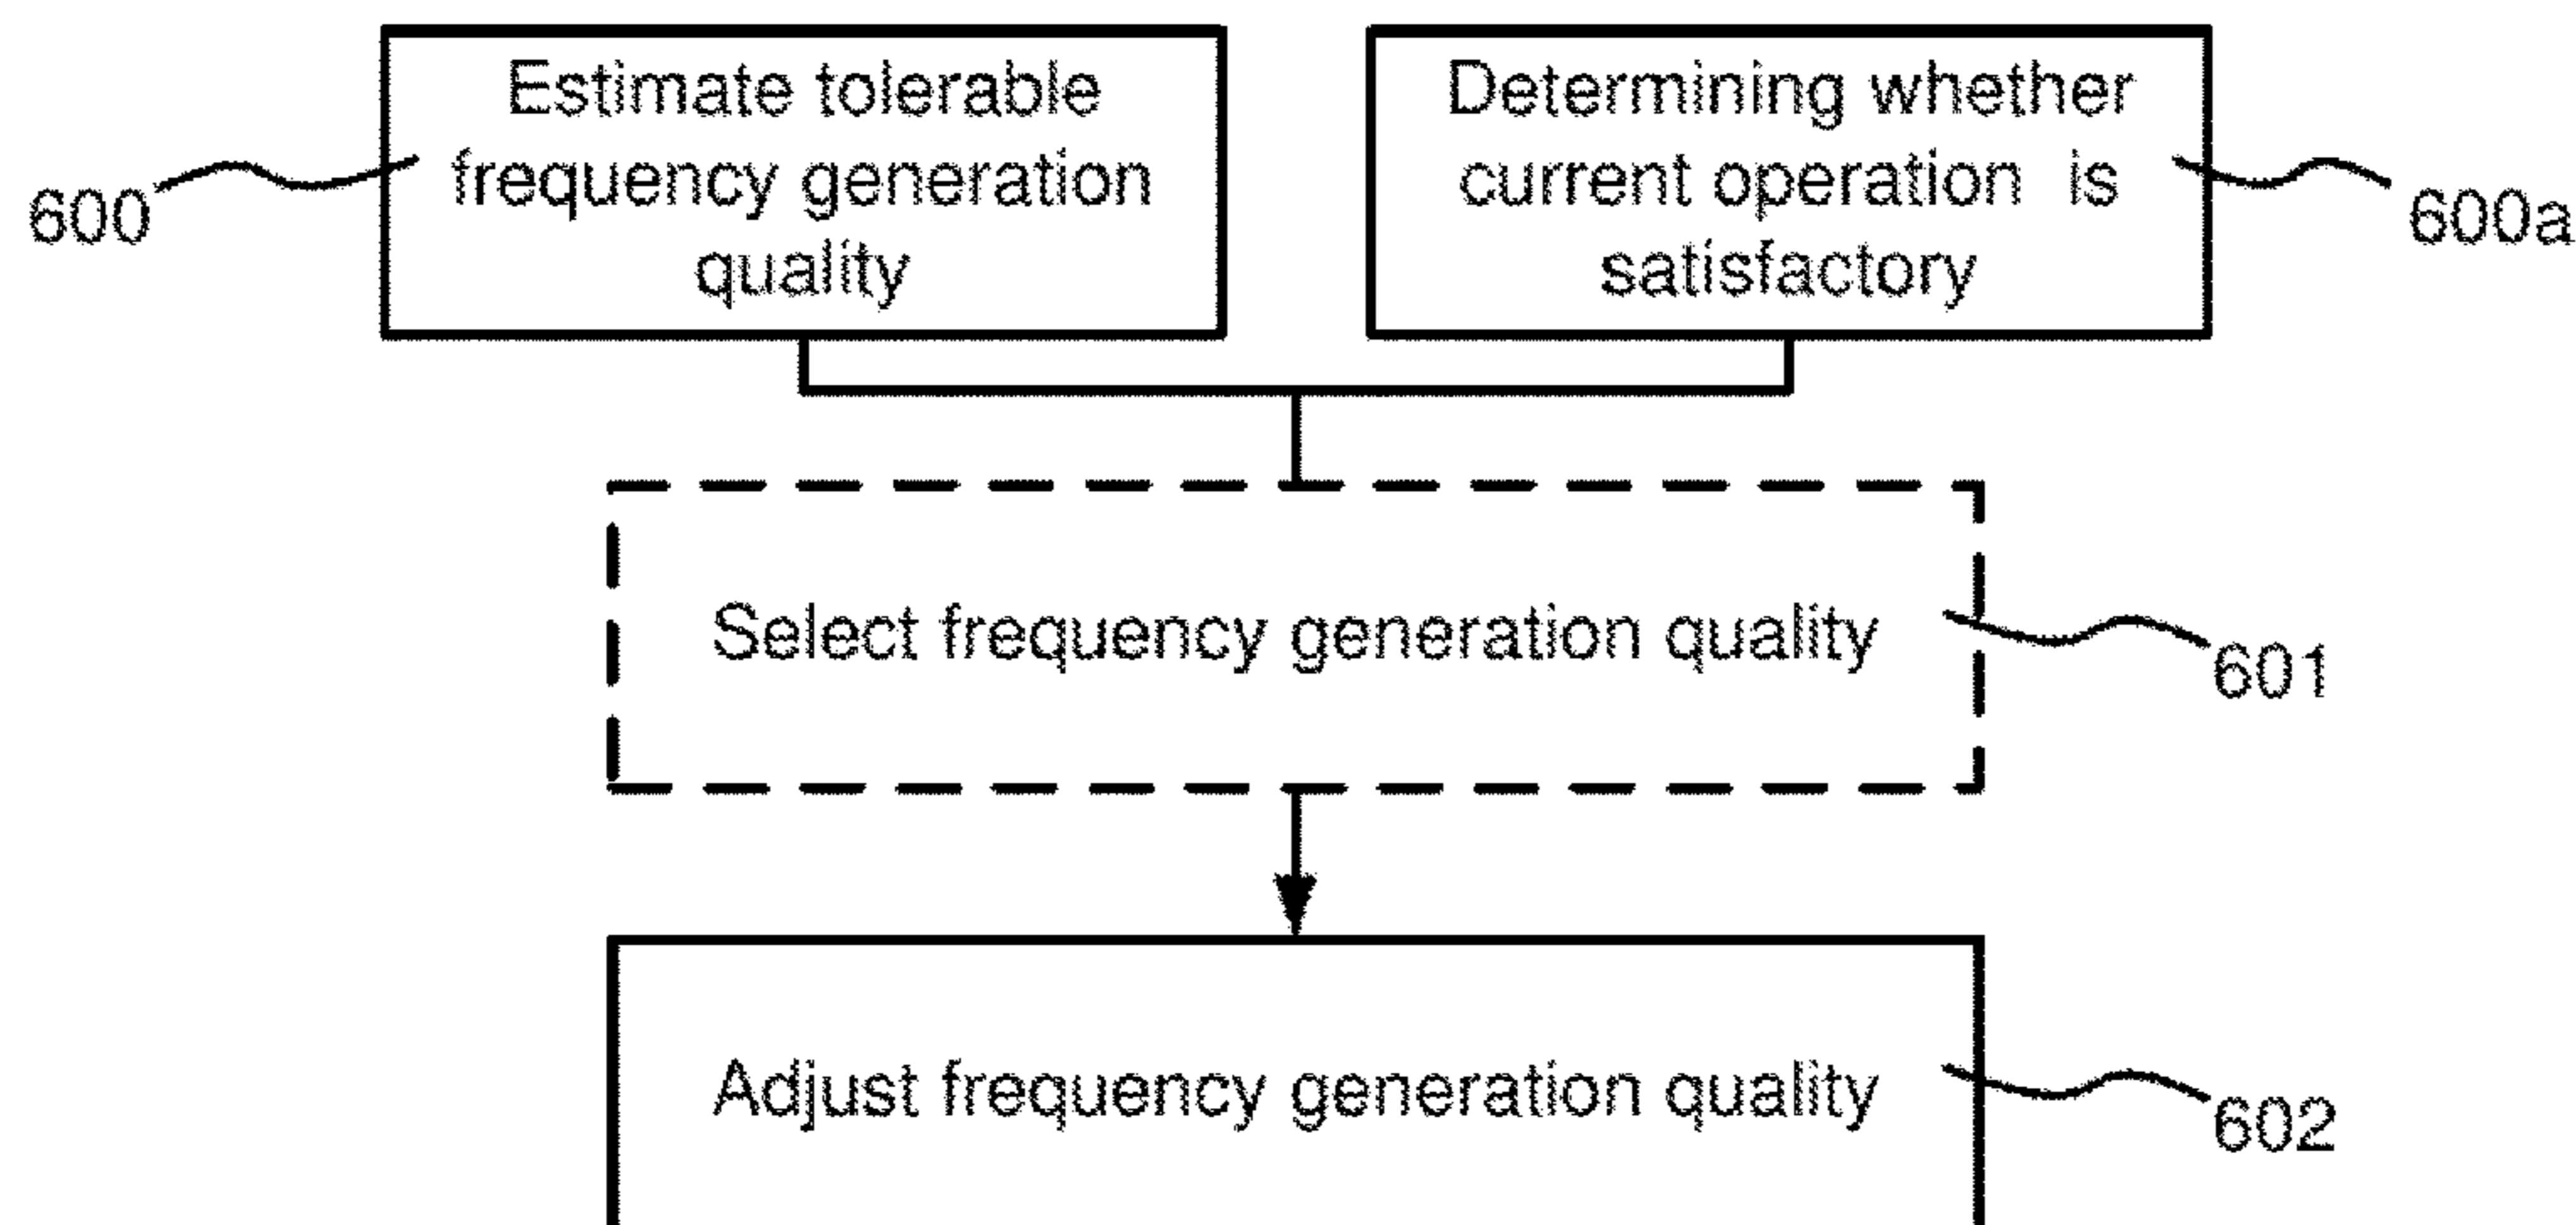 Estimate tolerable
frequency generation
quality
Determining whether
current operation is
satisfactory
600
600a
Select frequency generation quality
601
Adjust frequency generation quality
602